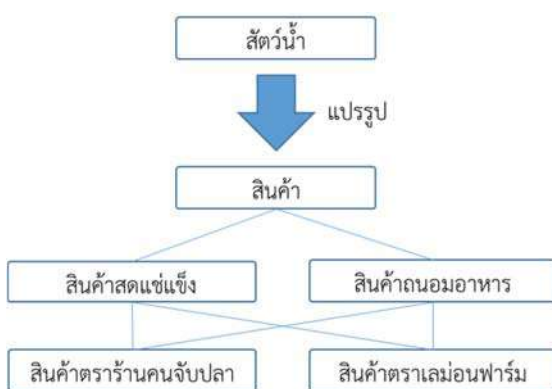 สัตว์น้ำ
แปรรูป
สินค้า
สินค้าสดแช่แข็ง
สินค้าถนอมอาหาร
สินค้าตราร้านคนจับปลา
สินค้าตราเลม่อนฟาร์ม